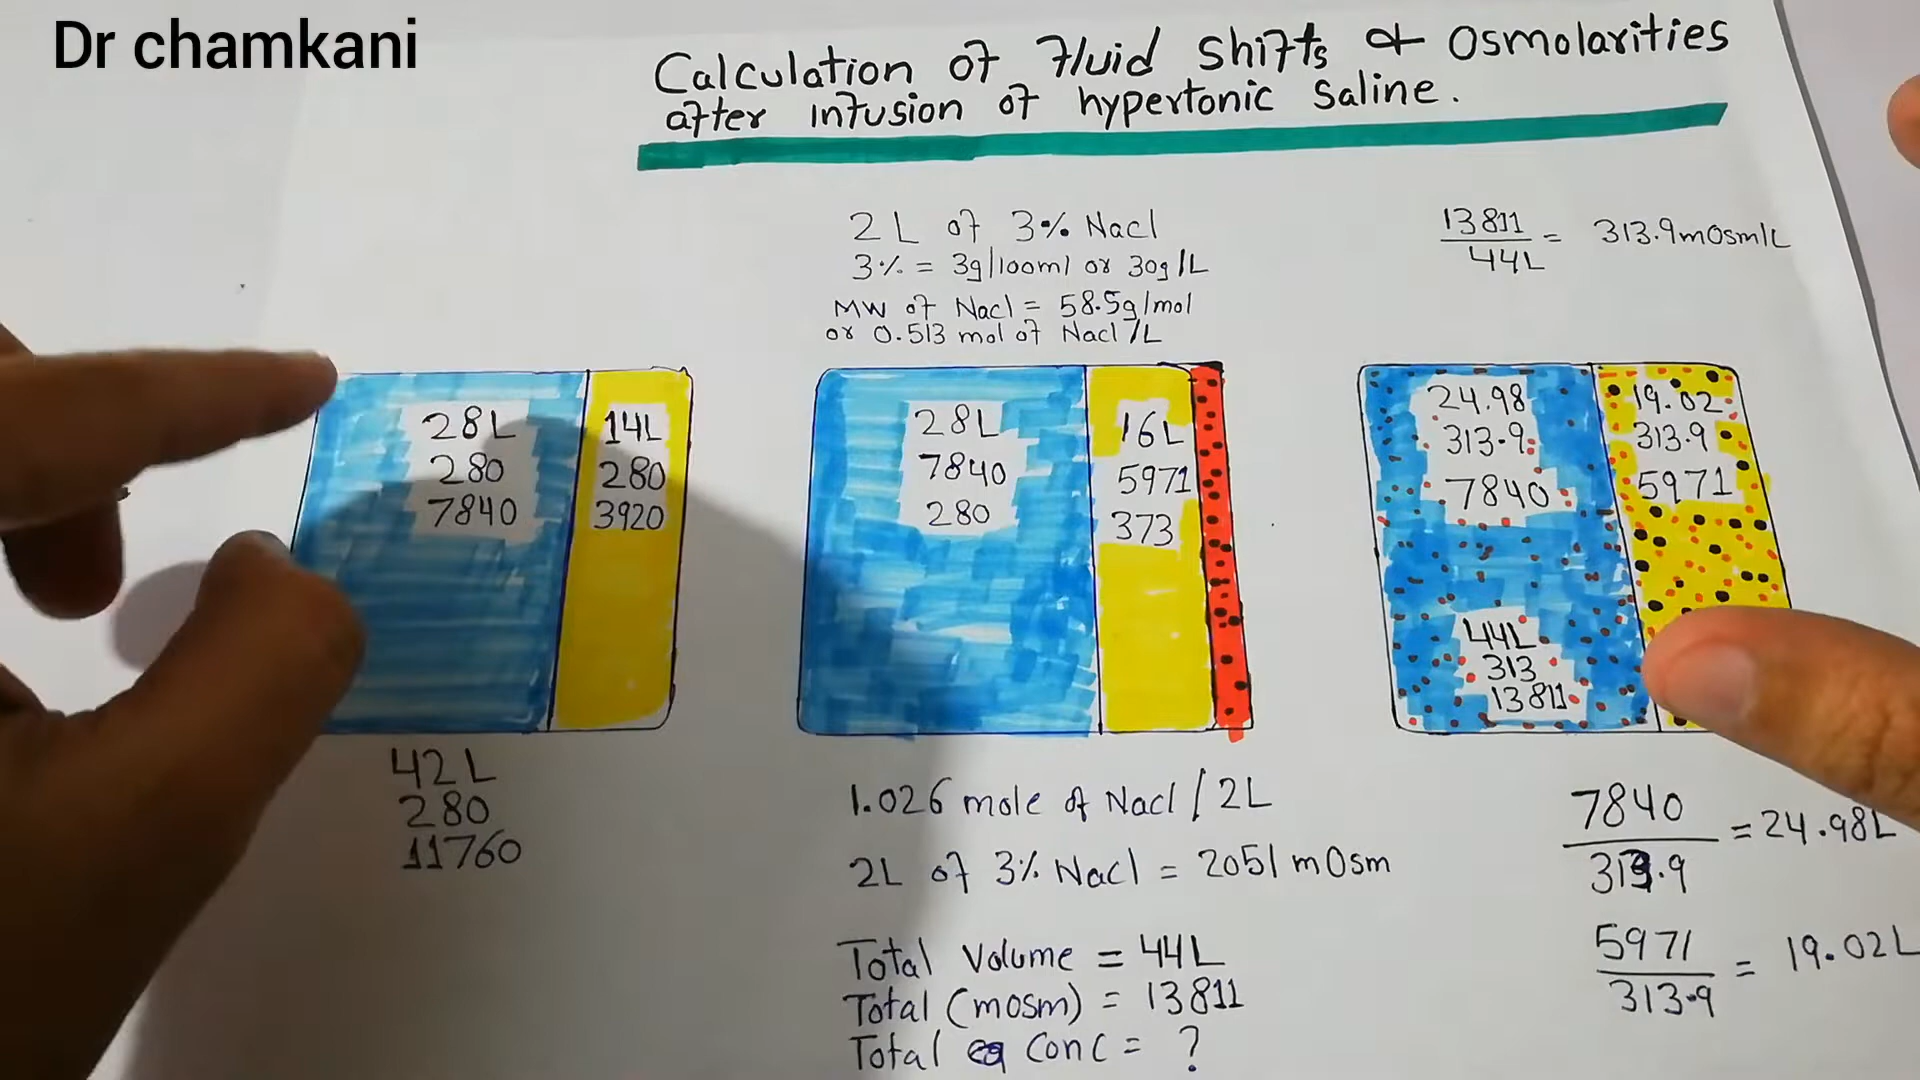 Dr chamkani
Calculation of Fluid Shifts & Osmolarities
after infusion of hypertonic Saline.
2 L of 3% Nacl
3% = 3g/100ml or 30g/L
MW of Nacl = 58.5g/mol
or 0.513 mol of Nacl/L
13811
44L
= 313.9mOsm/L
28L
280
7840
14L
280
3920
42L
280
11760
28L
7840
280
16L
5971
373
24.98
313.9
7840
19.02
313.9
5971
44L
313
13811
1.026 mole of Nacl / 2L
2L of 3% Nacl = 2051 mOsm
Total Volume = 44L
Total (mosm) = 13811
Total eq Conc = ?
7840
313.9
= 24.98L
5971
313.9
= 19.02L